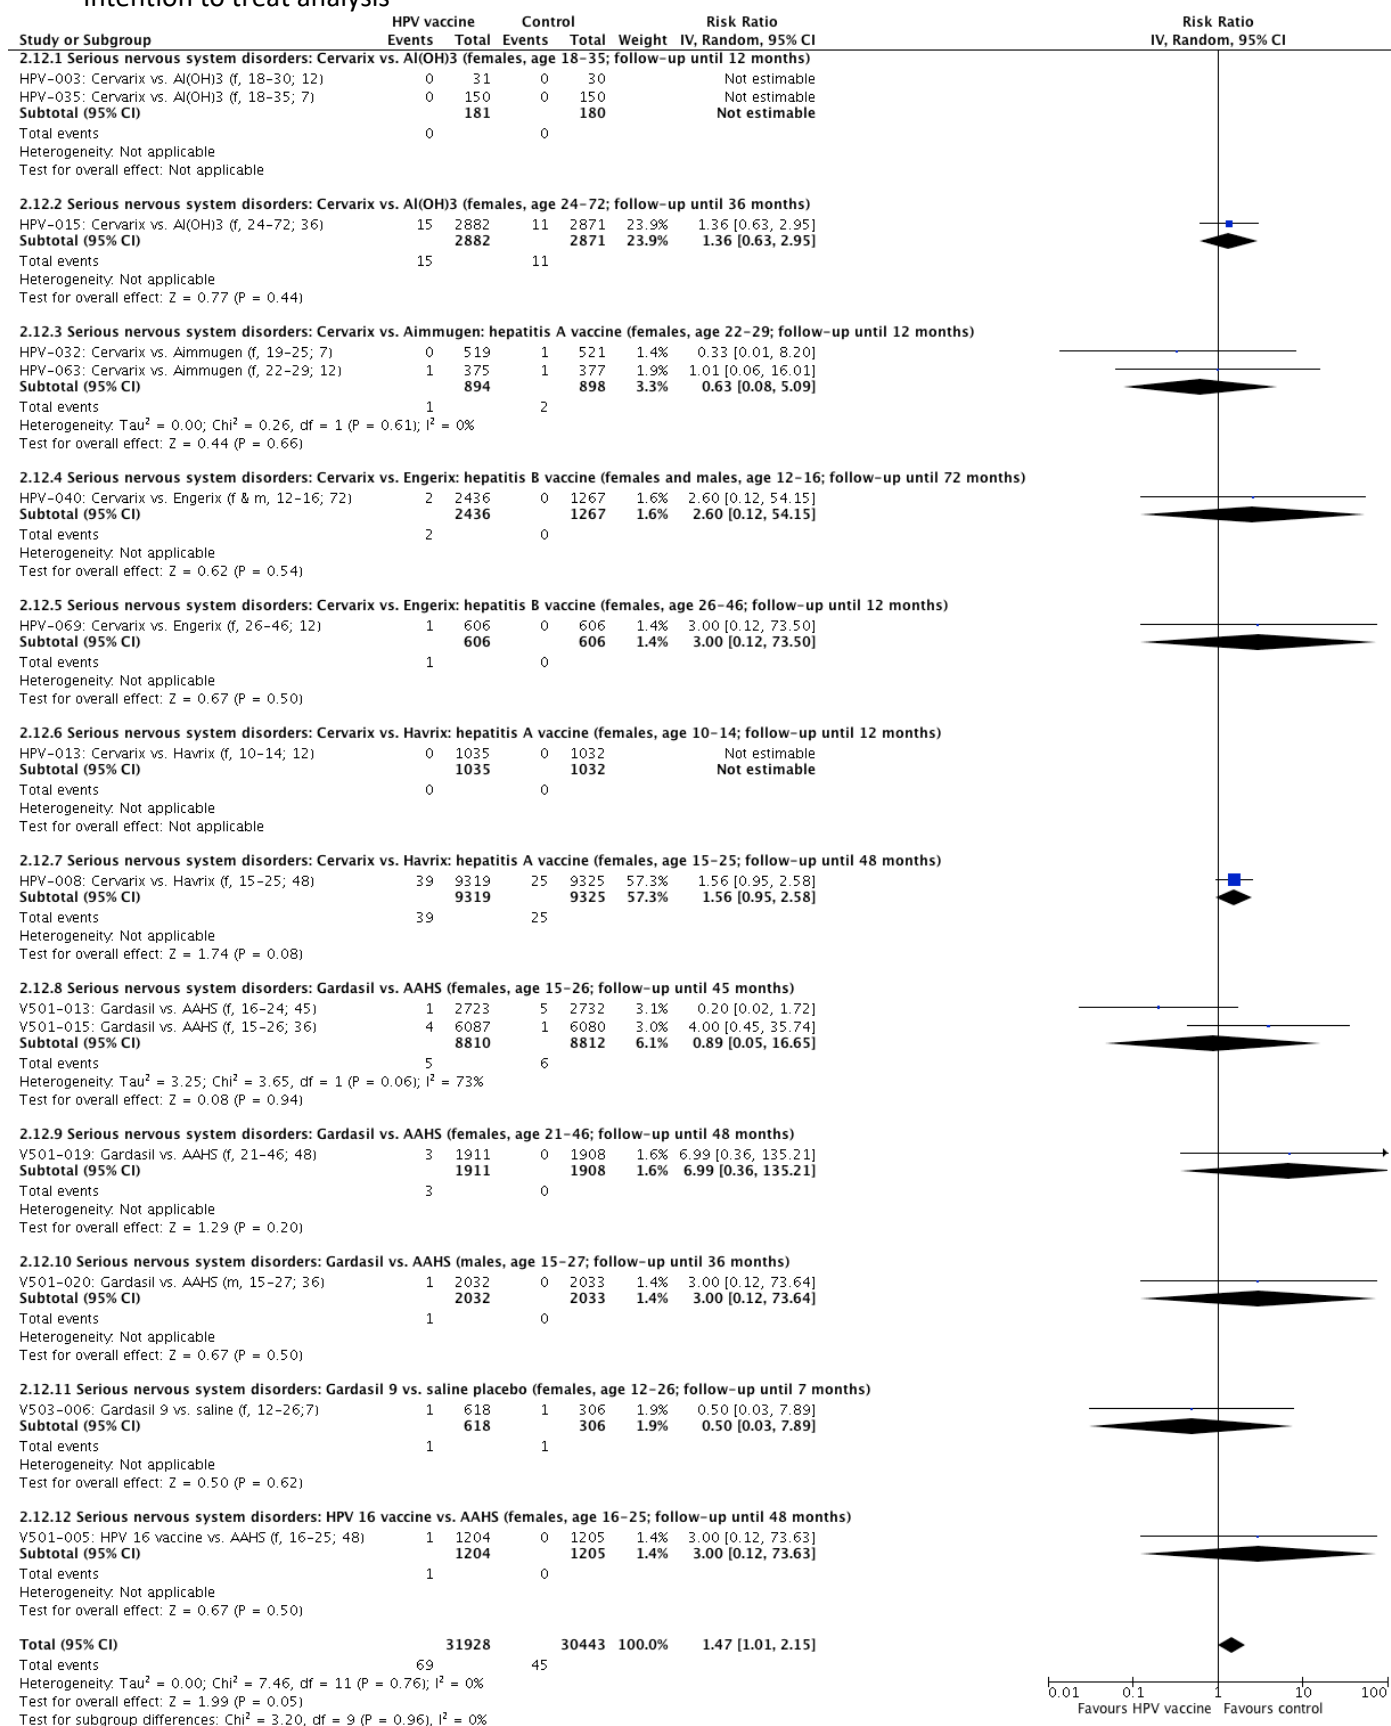 Intention to treat analysis
HPV vaccine Control Risk Ratio Risk Ratio
Study or Subgroup Events Total Events Total Weight IV, Random, 95% CI IV, Random, 95% CI
2.12.1 Serious nervous system disorders: Cervarix vs. Al(OH)3 (females, age 18-35; follow-up until 12 months)
HPV-003: Cervarix vs. Al(OH)3 (f, 18-30; 12) 0 31 0 30 Not estimable
HPV-035: Cervarix vs. Al(OH)3 (f, 18-35; 7) 0 150 0 150 Not estimable
Subtotal (95% CI) 181 180 Not estimable
Total events 0 0
Heterogeneity: Not applicable
Test for overall effect: Not applicable
2.12.2 Serious nervous system disorders: Cervarix vs. Al(OH)3 (females, age 24-72; follow-up until 36 months)
HPV-015: Cervarix vs. Al(OH)3 (f, 24-72; 36) 15 2882 11 2871 23.9% 1.36 [0.63, 2.95]
Subtotal (95% CI) 2882 2871 23.9% 1.36 [0.63, 2.95]
Total events 15 11
Heterogeneity: Not applicable
Test for overall effect: Z = 0.77 (P = 0.44)
2.12.3 Serious nervous system disorders: Cervarix vs. Aimmugen: hepatitis A vaccine (females, age 22-29; follow-up until 12 months)
HPV-032: Cervarix vs. Aimmugen (f, 19-25; 7) 0 519 1 521 1.4% 0.33 [0.01, 8.20]
HPV-063: Cervarix vs. Aimmugen (f, 22-29; 12) 1 375 1 377 1.9% 1.01 [0.06, 16.01]
Subtotal (95% CI) 894 898 3.3% 0.63 [0.08, 5.09]
Total events 1 2
Heterogeneity: Tau² = 0.00; Chi² = 0.26, df = 1 (P = 0.61); I² = 0%
Test for overall effect: Z = 0.44 (P = 0.66)
2.12.4 Serious nervous system disorders: Cervarix vs. Engerix: hepatitis B vaccine (females and males, age 12-16; follow-up until 72 months)
HPV-040: Cervarix vs. Engerix (f & m, 12-16; 72) 2 2436 0 1267 1.6% 2.60 [0.12, 54.15]
Subtotal (95% CI) 2436 1267 1.6% 2.60 [0.12, 54.15]
Total events 2 0
Heterogeneity: Not applicable
Test for overall effect: Z = 0.62 (P = 0.54)
2.12.5 Serious nervous system disorders: Cervarix vs. Engerix: hepatitis B vaccine (females, age 26-46; follow-up until 12 months)
HPV-069: Cervarix vs. Engerix (f, 26-46; 12) 1 606 0 606 1.4% 3.00 [0.12, 73.50]
Subtotal (95% CI) 606 606 1.4% 3.00 [0.12, 73.50]
Total events 1 0
Heterogeneity: Not applicable
Test for overall effect: Z = 0.67 (P = 0.50)
2.12.6 Serious nervous system disorders: Cervarix vs. Havrix: hepatitis A vaccine (females, age 10-14; follow-up until 12 months)
HPV-013: Cervarix vs. Havrix (f, 10-14; 12) 0 1035 0 1032 Not estimable
Subtotal (95% CI) 1035 1032 Not estimable
Total events 0 0
Heterogeneity: Not applicable
Test for overall effect: Not applicable
2.12.7 Serious nervous system disorders: Cervarix vs. Havrix: hepatitis A vaccine (females, age 15-25; follow-up until 48 months)
HPV-008: Cervarix vs. Havrix (f, 15-25; 48) 39 9319 25 9325 57.3% 1.56 [0.95, 2.58]
Subtotal (95% CI) 9319 9325 57.3% 1.56 [0.95, 2.58]
Total events 39 25
Heterogeneity: Not applicable
Test for overall effect: Z = 1.74 (P = 0.08)
2.12.8 Serious nervous system disorders: Gardasil vs. AAHS (females, age 15-26; follow-up until 45 months)
V501-013: Gardasil vs. AAHS (f, 16-24; 45) 1 2723 5 2732 3.1% 0.20 [0.02, 1.72]
V501-015: Gardasil vs. AAHS (f, 15-26; 36) 4 6087 1 6080 3.0% 4.00 [0.45, 35.74]
Subtotal (95% CI) 8810 8812 6.1% 0.89 [0.05, 16.65]
Total events 5 6
Heterogeneity: Tau² = 3.25; Chi² = 3.65, df = 1 (P = 0.06); I² = 73%
Test for overall effect: Z = 0.08 (P = 0.94)
2.12.9 Serious nervous system disorders: Gardasil vs. AAHS (females, age 21-46; follow-up until 48 months)
V501-019: Gardasil vs. AAHS (f, 21-46; 48) 3 1911 0 1908 1.6% 6.99 [0.36, 135.21]
Subtotal (95% CI) 1911 1908 1.6% 6.99 [0.36, 135.21]
Total events 3 0
Heterogeneity: Not applicable
Test for overall effect: Z = 1.29 (P = 0.20)
2.12.10 Serious nervous system disorders: Gardasil vs. AAHS (males, age 15-27; follow-up until 36 months)
V501-020: Gardasil vs. AAHS (m, 15-27; 36) 1 2032 0 2033 1.4% 3.00 [0.12, 73.64]
Subtotal (95% CI) 2032 2033 1.4% 3.00 [0.12, 73.64]
Total events 1 0
Heterogeneity: Not applicable
Test for overall effect: Z = 0.67 (P = 0.50)
2.12.11 Serious nervous system disorders: Gardasil 9 vs. saline placebo (females, age 12-26; follow-up until 7 months)
V503-006: Gardasil 9 vs. saline (f, 12-26;7) 1 618 1 306 1.9% 0.50 [0.03, 7.89]
Subtotal (95% CI) 618 306 1.9% 0.50 [0.03, 7.89]
Total events 1 1
Heterogeneity: Not applicable
Test for overall effect: Z = 0.50 (P = 0.62)
2.12.12 Serious nervous system disorders: HPV 16 vaccine vs. AAHS (females, age 16-25; follow-up until 48 months)
V501-005: HPV 16 vaccine vs. AAHS (f, 16-25; 48) 1 1204 0 1205 1.4% 3.00 [0.12, 73.63]
Subtotal (95% CI) 1204 1205 1.4% 3.00 [0.12, 73.63]
Total events 1 0
Heterogeneity: Not applicable
Test for overall effect: Z = 0.67 (P = 0.50)
Total (95% CI) 31928 30443 100.0% 1.47 [1.01, 2.15]
Total events 69 45
Heterogeneity: Tau² = 0.00; Chi² = 7.46, df = 11 (P = 0.76); I² = 0%
Test for overall effect: Z = 1.99 (P = 0.05)
Test for subgroup differences: Chi² = 3.20, df = 9 (P = 0.96), I² = 0%
0.01 0.1 1 10 100
Favours HPV vaccine Favours control